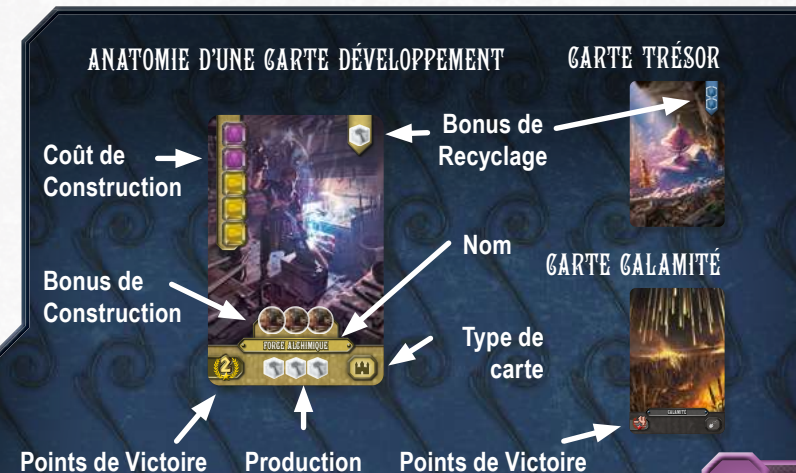 ANATOMIE D'UNE CARTE DÉVELOPPEMENT
CARTE TRÉSOR
Coût de
Construction
Bonus de
Recyclage
Nom
Bonus de
Construction
CARTE CALAMITÉ
FORGE ALCHIMIQUE
Type de
carte
2
CALAMITÉ
Points de Victoire
Production
Points de Victoire